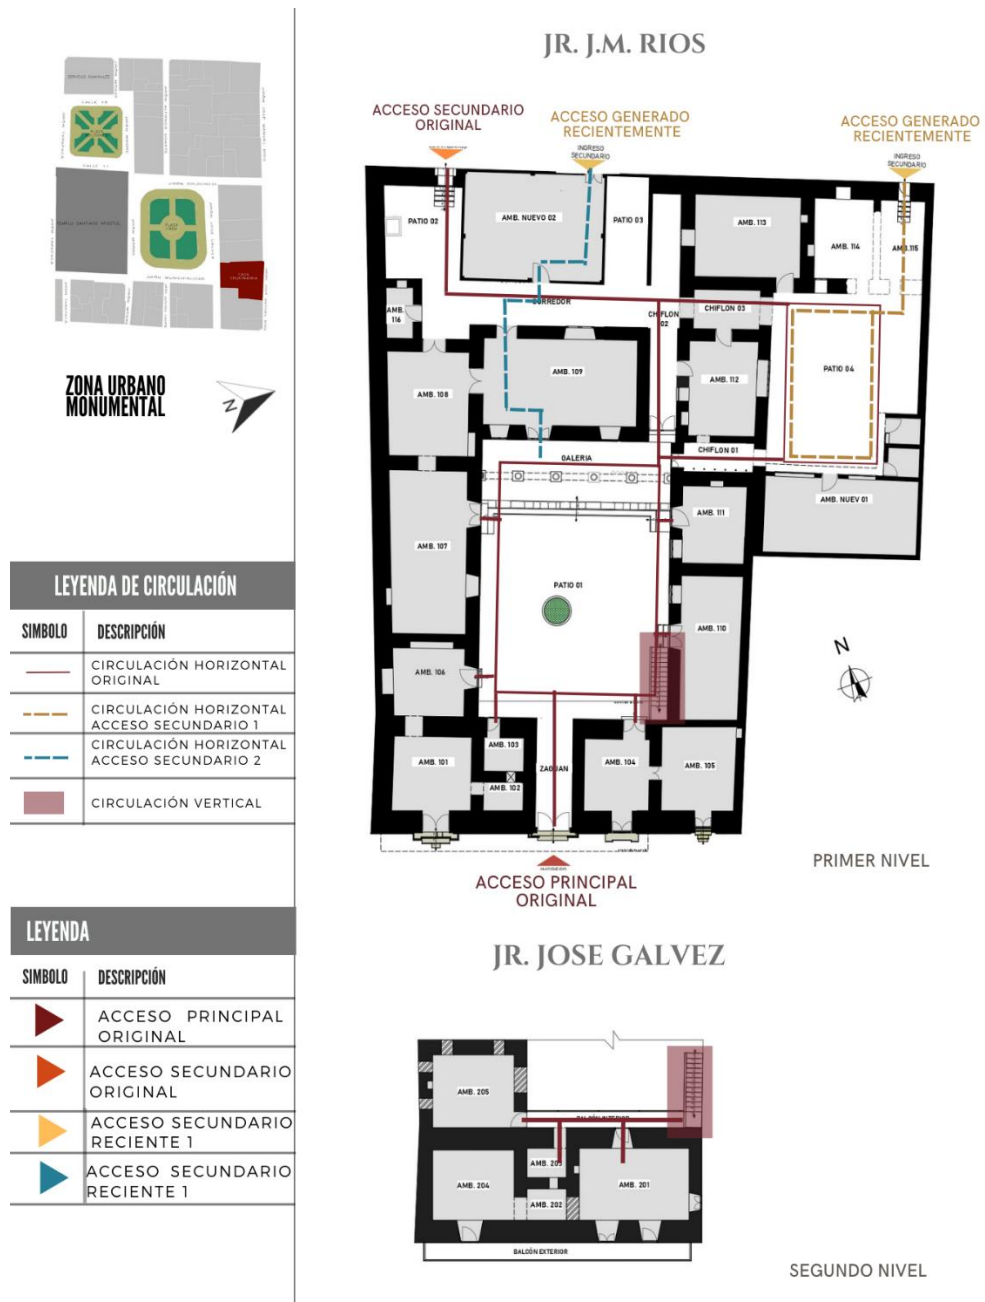 JR. J.M. RIOS
ACCESO SECUNDARIO
ORIGINAL
ACCESO GENERADO
RECIENTEMENTE
ACCESO GENERADO
RECIENTEMENTE
INGRESO
SECUNDARIO
INGRESO
SECUNDARIO
PATIO 02
AMB. NUEVO 02
PATIO 03
AMB. 113
AMB. 114
AMB. 115
AMB.
116
CORREDOR
CHIFLON
02
CHIFLON 03
AMB. 108
AMB. 109
AMB. 112
PATIO 04
GALERIA
CHIFLON 01
AMB. 107
AMB. 111
AMB. NUEV 01
PATIO 01
AMB. 110
AMB. 106
AMB. 101
AMB. 103
AMB. 102
ZAGUAN
AMB. 104
AMB. 105
N
PRIMER NIVEL
ACCESO PRINCIPAL
ORIGINAL
JR. JOSE GALVEZ
AMB. 205
BALCÓN INTERIOR
AMB. 203
AMB. 204
AMB. 202
AMB. 201
BALCÓN EXTERIOR
SEGUNDO NIVEL
ZONA URBANO
MONUMENTAL
N
LEYENDA DE CIRCULACIÓN
SIMBOLO DESCRIPCIÓN
CIRCULACIÓN HORIZONTAL
ORIGINAL
CIRCULACIÓN HORIZONTAL
ACCESO SECUNDARIO 1
CIRCULACIÓN HORIZONTAL
ACCESO SECUNDARIO 2
CIRCULACIÓN VERTICAL
LEYENDA
SIMBOLO DESCRIPCIÓN
ACCESO PRINCIPAL
ORIGINAL
ACCESO SECUNDARIO
ORIGINAL
ACCESO SECUNDARIO
RECIENTE 1
ACCESO SECUNDARIO
RECIENTE 1